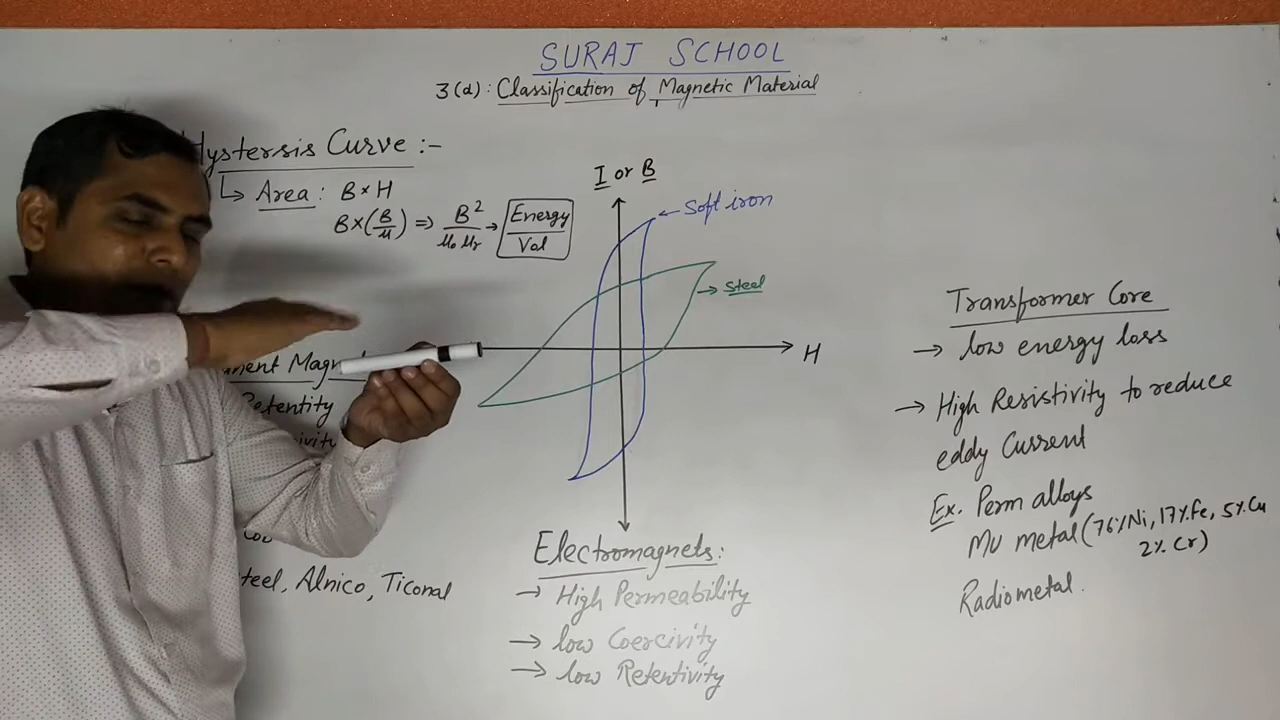 SURAJ SCHOOL
3(d): Classification of Magnetic Material
Hystersis Curve :-
↳ Area : B × H
B×(B/μ) ⇒ B²/μ₀μr → Energy/Vol
I or B
← Soft iron
→ Steel
H
Transformer Core
→ low energy loss
→ High Resistivity to reduce
eddy Current
Ex. Perm alloys
MU metal (76% Ni, 17% Fe, 5% Cu
2% Cr)
Radiometal.
Electromagnets:
→ High Permeability
→ low Coercivity
→ low Retentivity
Alnico, Ticonal